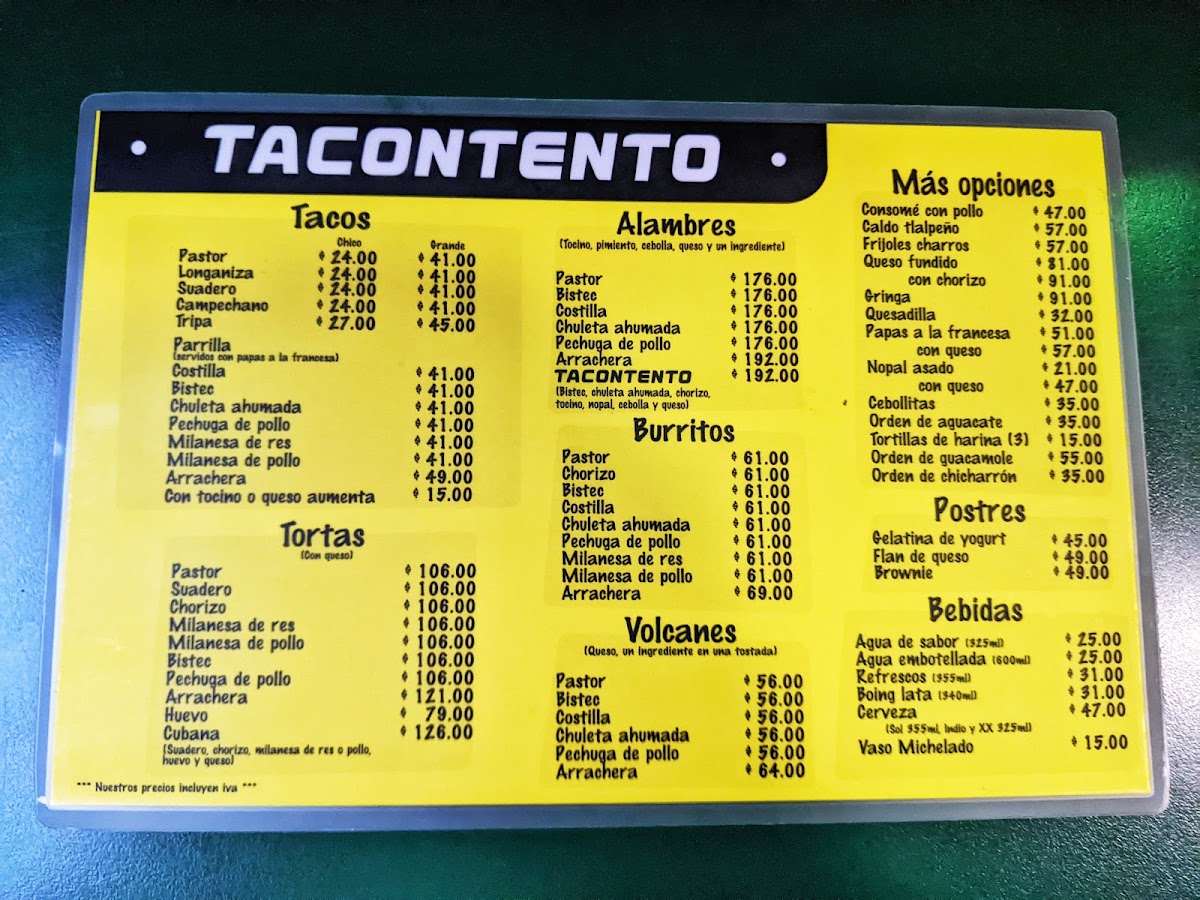 TACONTENTO
Tacos
Chico Grande
Pastor $ 24.00 $ 41.00
Longaniza $ 24.00 $ 41.00
Suadero $ 24.00 $ 41.00
Campechano $ 24.00 $ 41.00
Tripa $ 27.00 $ 45.00
Parrilla
(servidos con papas a la francesa)
Costilla $ 41.00
Bistec $ 41.00
Chuleta ahumada $ 41.00
Pechuga de pollo $ 41.00
Milanesa de res $ 41.00
Milanesa de pollo $ 41.00
Arrachera $ 49.00
Con tocino o queso aumenta $ 15.00
Tortas
(Con queso)
Pastor $ 106.00
Suadero $ 106.00
Chorizo $ 106.00
Milanesa de res $ 106.00
Milanesa de pollo $ 106.00
Bistec $ 106.00
Pechuga de pollo $ 106.00
Arrachera $ 121.00
Huevo $ 79.00
Cubana $ 126.00
(Suadero, chorizo, milanesa de res o pollo,
huevo y queso)
*** Nuestros precios incluyen iva ***
Alambres
(Tocino, pimiento, cebolla, queso y un ingrediente)
Pastor $ 176.00
Bistec $ 176.00
Costilla $ 176.00
Chuleta ahumada $ 176.00
Pechuga de pollo $ 176.00
Arrachera $ 192.00
TACONTENTO $ 192.00
(Bistec, chuleta ahumada, chorizo,
tocino, nopal, cebolla y queso)
Burritos
Pastor $ 61.00
Chorizo $ 61.00
Bistec $ 61.00
Costilla $ 61.00
Chuleta ahumada $ 61.00
Pechuga de pollo $ 61.00
Milanesa de res $ 61.00
Milanesa de pollo $ 61.00
Arrachera $ 69.00
Volcanes
(Queso, un ingrediente en una tostada)
Pastor $ 56.00
Bistec $ 56.00
Costilla $ 56.00
Chuleta ahumada $ 56.00
Pechuga de pollo $ 56.00
Arrachera $ 64.00
Más opciones
Consomé con pollo $ 47.00
Caldo tlalpeño $ 57.00
Frijoles charros $ 57.00
Queso fundido $ 81.00
con chorizo $ 91.00
Gringa $ 91.00
Quesadilla $ 32.00
Papas a la francesa $ 51.00
con queso $ 57.00
Nopal asado $ 21.00
con queso $ 47.00
Cebollitas $ 35.00
Orden de aguacate $ 35.00
Tortillas de harina (3) $ 15.00
Orden de guacamole $ 55.00
Orden de chicharrón $ 35.00
Postres
Gelatina de yogurt $ 45.00
Flan de queso $ 49.00
Brownie $ 49.00
Bebidas
Agua de sabor (325ml) $ 25.00
Agua embotellada (600ml) $ 25.00
Refrescos (355ml) $ 31.00
Boing lata (340ml) $ 31.00
Cerveza $ 47.00
(Sol 355ml, Indio y XX 325ml)
Vaso Michelado $ 15.00